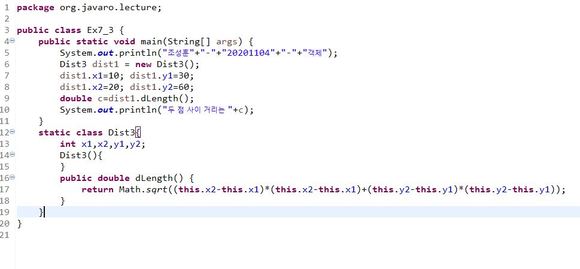 1 package org.javaro.lecture;
2
3 public class Ex7_3 {
4 public static void main(String[] args) {
5 System.out.println("조성훈"+"-"+"20201104"+"-"+"객체");
6 Dist3 dist1 = new Dist3();
7 dist1.x1=10; dist1.y1=30;
8 dist1.x2=20; dist1.y2=60;
9 double c=dist1.dLength();
10 System.out.println("두 점 사이 거리는 "+c);
11 }
12 static class Dist3{
13 int x1,x2,y1,y2;
14 Dist3(){
15 }
16 public double dLength() {
17 return Math.sqrt((this.x2-this.x1)*(this.x2-this.x1)+(this.y2-this.y1)*(this.y2-this.y1));
18 }
19 }
20 }
21